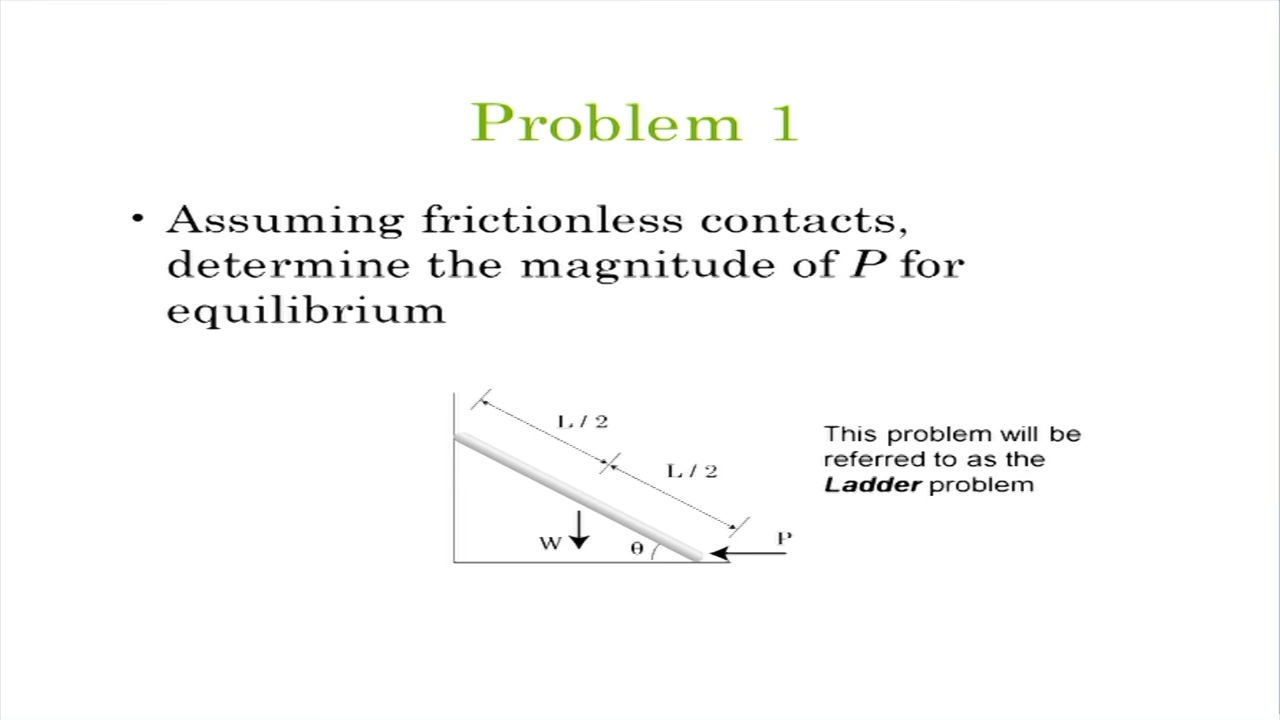 Problem 1
• Assuming frictionless contacts,
determine the magnitude of P for
equilibrium
L / 2
L / 2
This problem will be
referred to as the
Ladder problem
W
θ
P